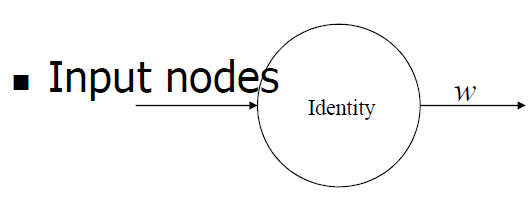 ▪ Input nodes
Identity
w